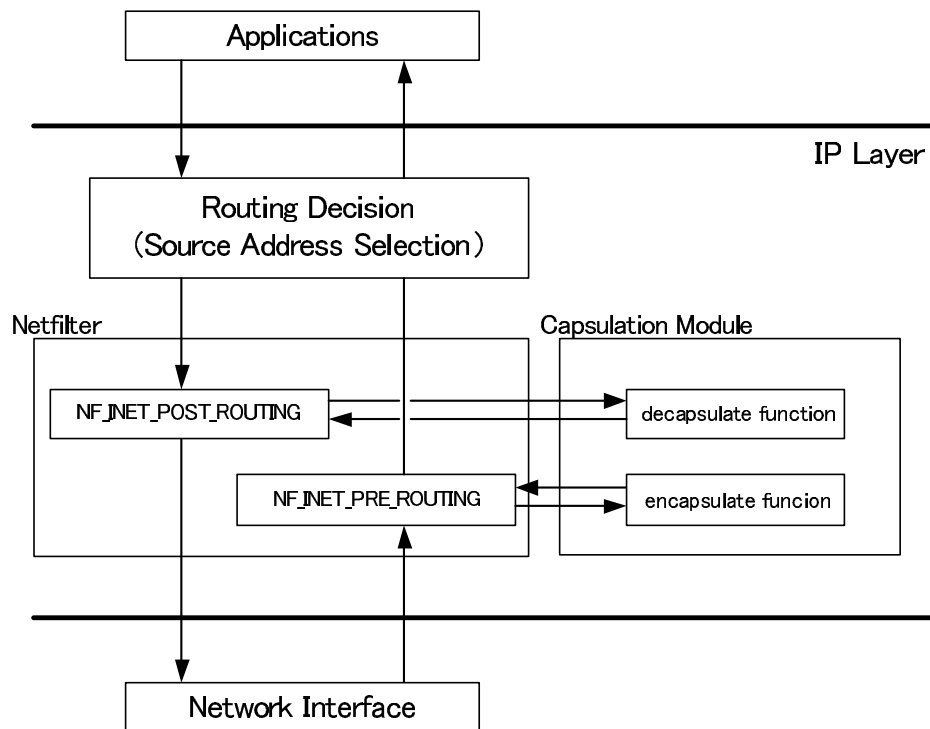 Applications
IP Layer
Routing Decision
(Source Address Selection)
Netfilter
Capsulation Module
NF_INET_POST_ROUTING
decapsulate function
NF_INET_PRE_ROUTING
encapsulate funcion
Network Interface